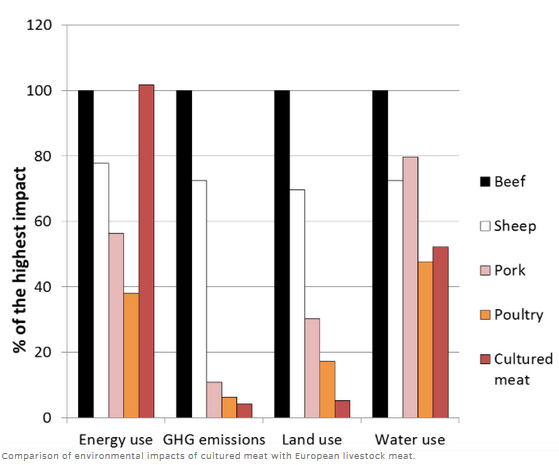 120
100
80
60
40
20
0
% of the highest impact
Energy use GHG emissions Land use Water use
Beef
Sheep
Pork
Poultry
Cultured
meat
Comparison of environmental impacts of cultured meat with European livestock meat.